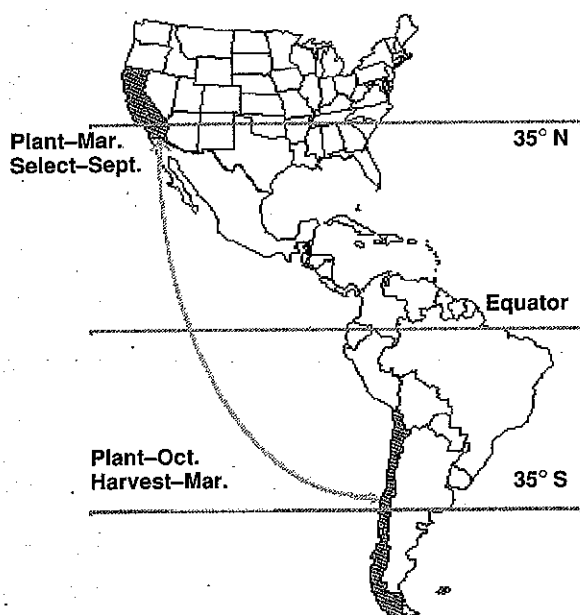 Plant–Mar.
Select–Sept.
35° N
Equator
Plant–Oct.
Harvest–Mar.
35° S